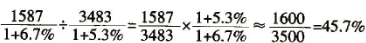 1587/(1+6.7%) ÷ 3483/(1+5.3%) = 1587/3483 × (1+5.3%)/(1+6.7%) ≈ 1600/3500 =45.7%